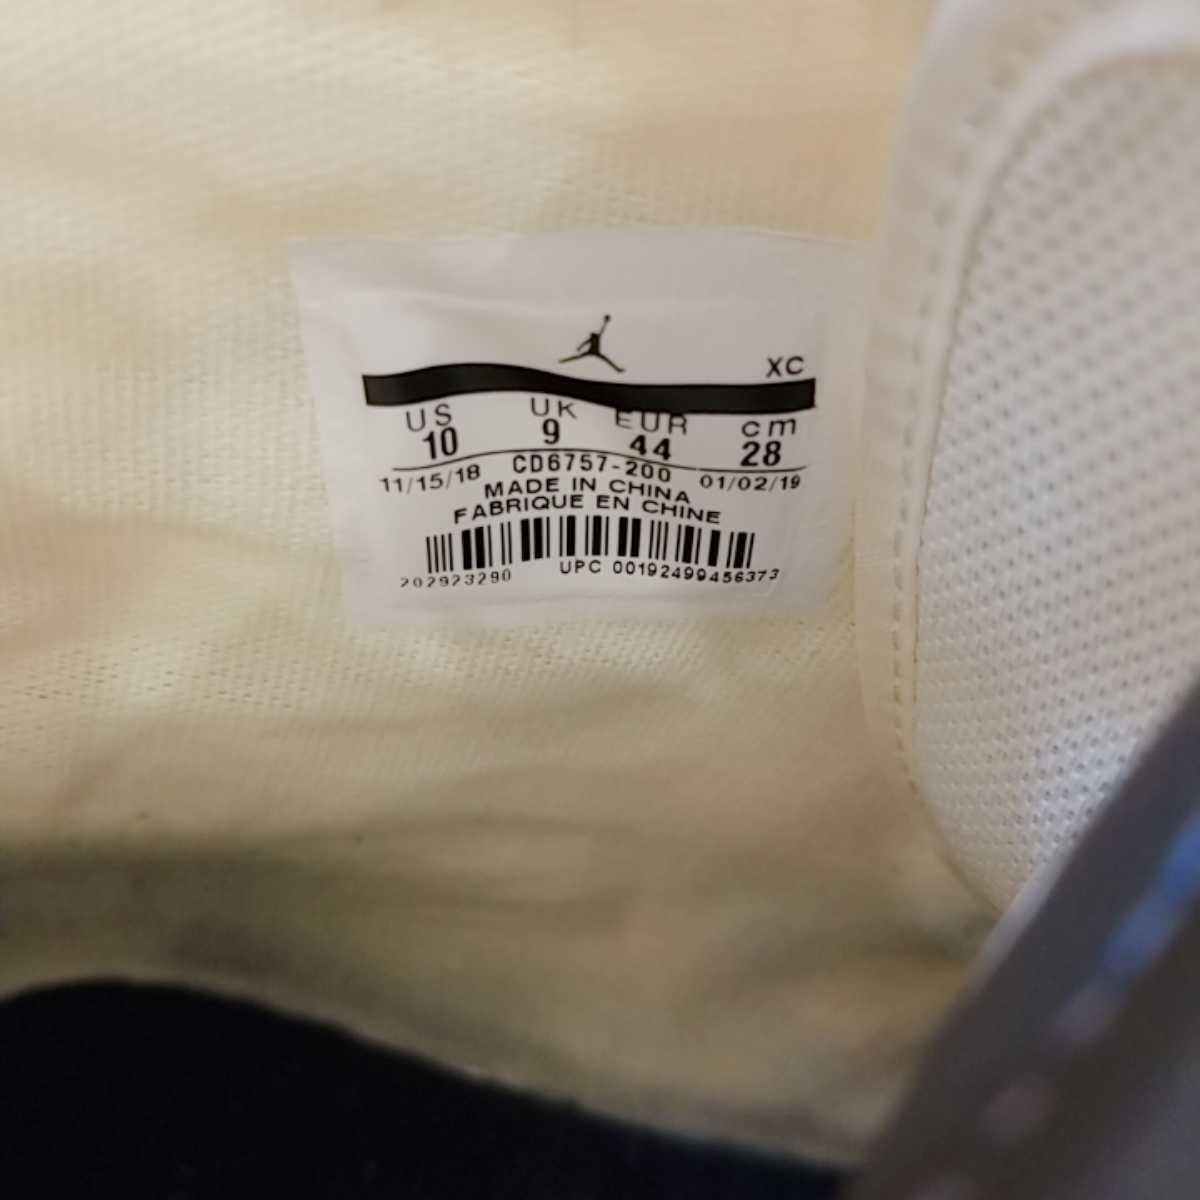 XC
US UK EUR cm
10 9 44 28
11/15/18 CD6757-200 01/02/19
MADE IN CHINA
FABRIQUE EN CHINE
202923290 UPC 00192499456373